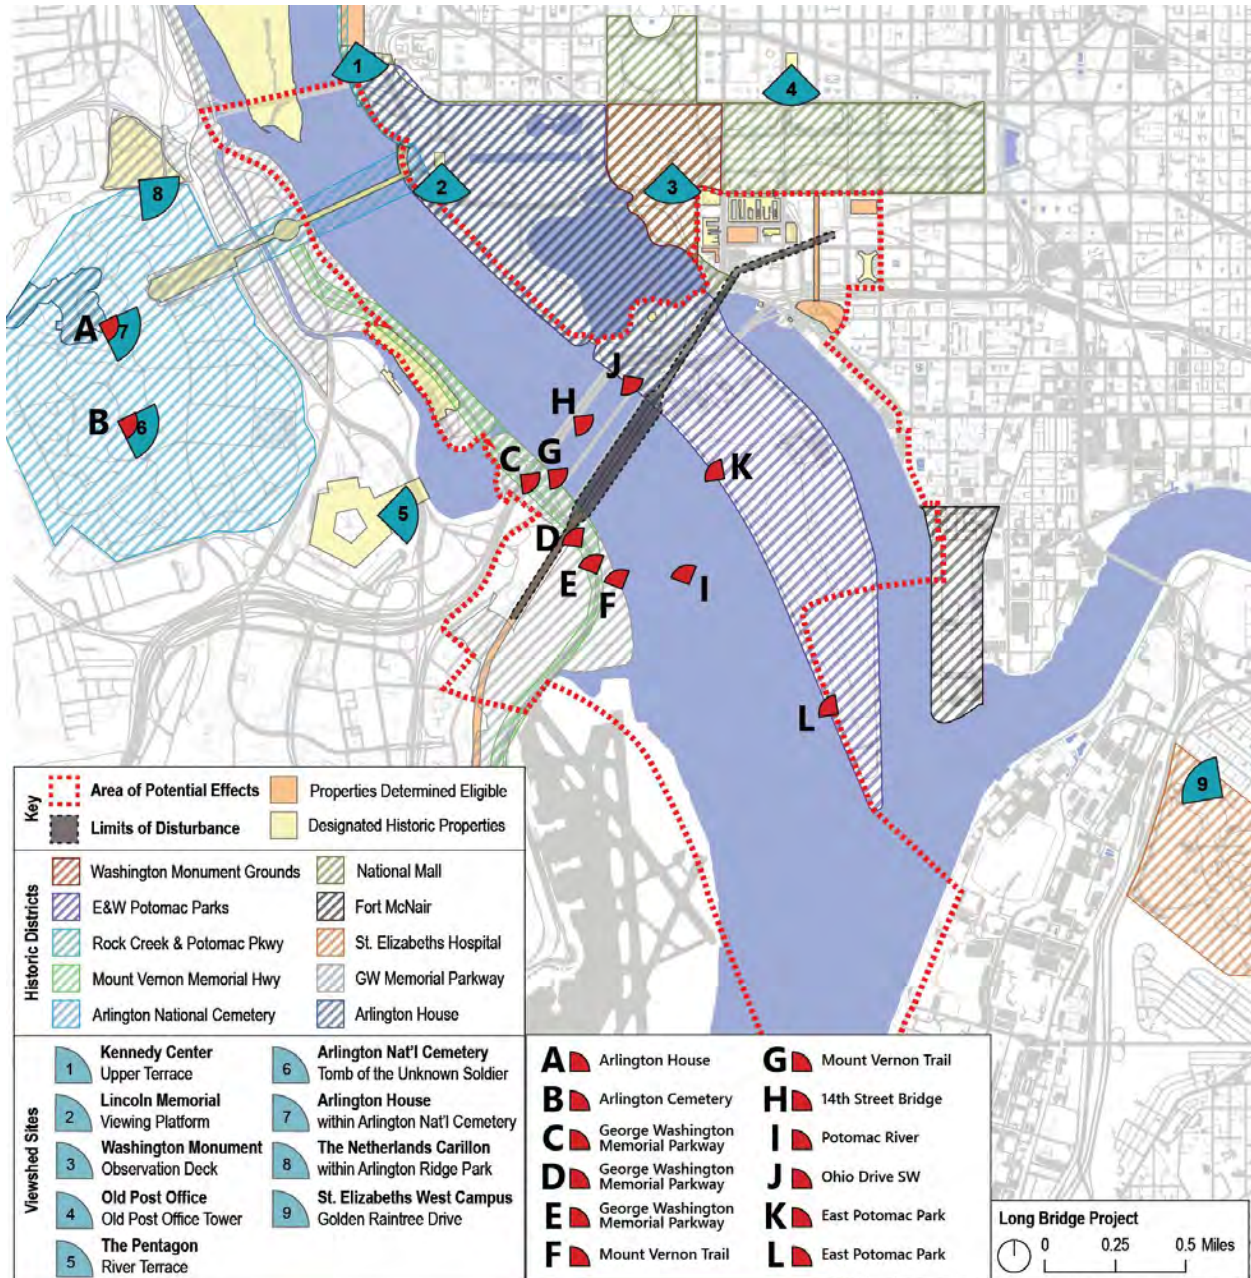 1
4
2
3
8
A
7
B
6
5
J
H
G
C
K
D
E
F
I
L
9
Key
Area of Potential Effects
Properties Determined Eligible
Limits of Disturbance
Designated Historic Properties
Historic Districts
Washington Monument Grounds
National Mall
E&W Potomac Parks
Fort McNair
Rock Creek & Potomac Pkwy
St. Elizabeths Hospital
Mount Vernon Memorial Hwy
GW Memorial Parkway
Arlington National Cemetery
Arlington House
Viewshed Sites
1 Kennedy Center
Upper Terrace
2 Lincoln Memorial
Viewing Platform
3 Washington Monument
Observation Deck
4 Old Post Office
Old Post Office Tower
5 The Pentagon
River Terrace
6 Arlington Nat'l Cemetery
Tomb of the Unknown Soldier
7 Arlington House
within Arlington Nat'l Cemetery
8 The Netherlands Carillon
within Arlington Ridge Park
9 St. Elizabeths West Campus
Golden Raintree Drive
A Arlington House
B Arlington Cemetery
C George Washington
Memorial Parkway
D George Washington
Memorial Parkway
E George Washington
Memorial Parkway
F Mount Vernon Trail
G Mount Vernon Trail
H 14th Street Bridge
I Potomac River
J Ohio Drive SW
K East Potomac Park
L East Potomac Park
Long Bridge Project
0 0.25 0.5 Miles